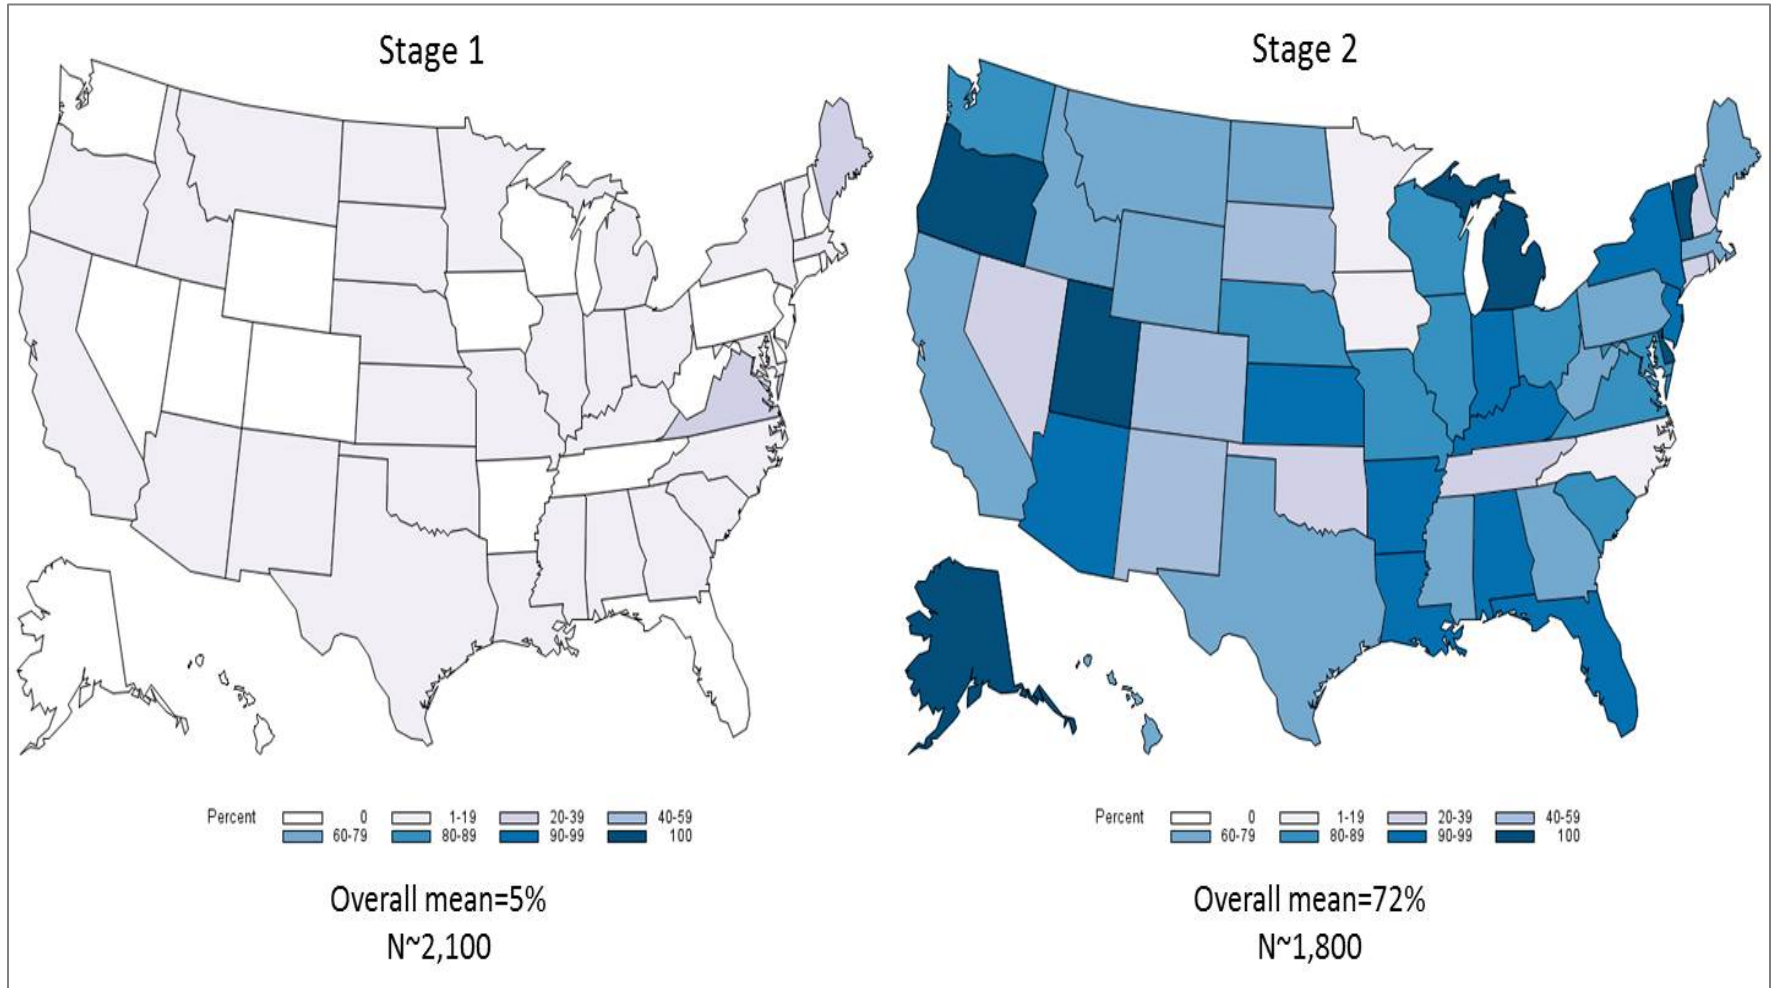 Stage 1
Percent 0 1-19 20-39 40-59
60-79 80-89 90-99 100
Overall mean=5%
N~2,100
Stage 2
Percent 0 1-19 20-39 40-59
60-79 80-89 90-99 100
Overall mean=72%
N~1,800